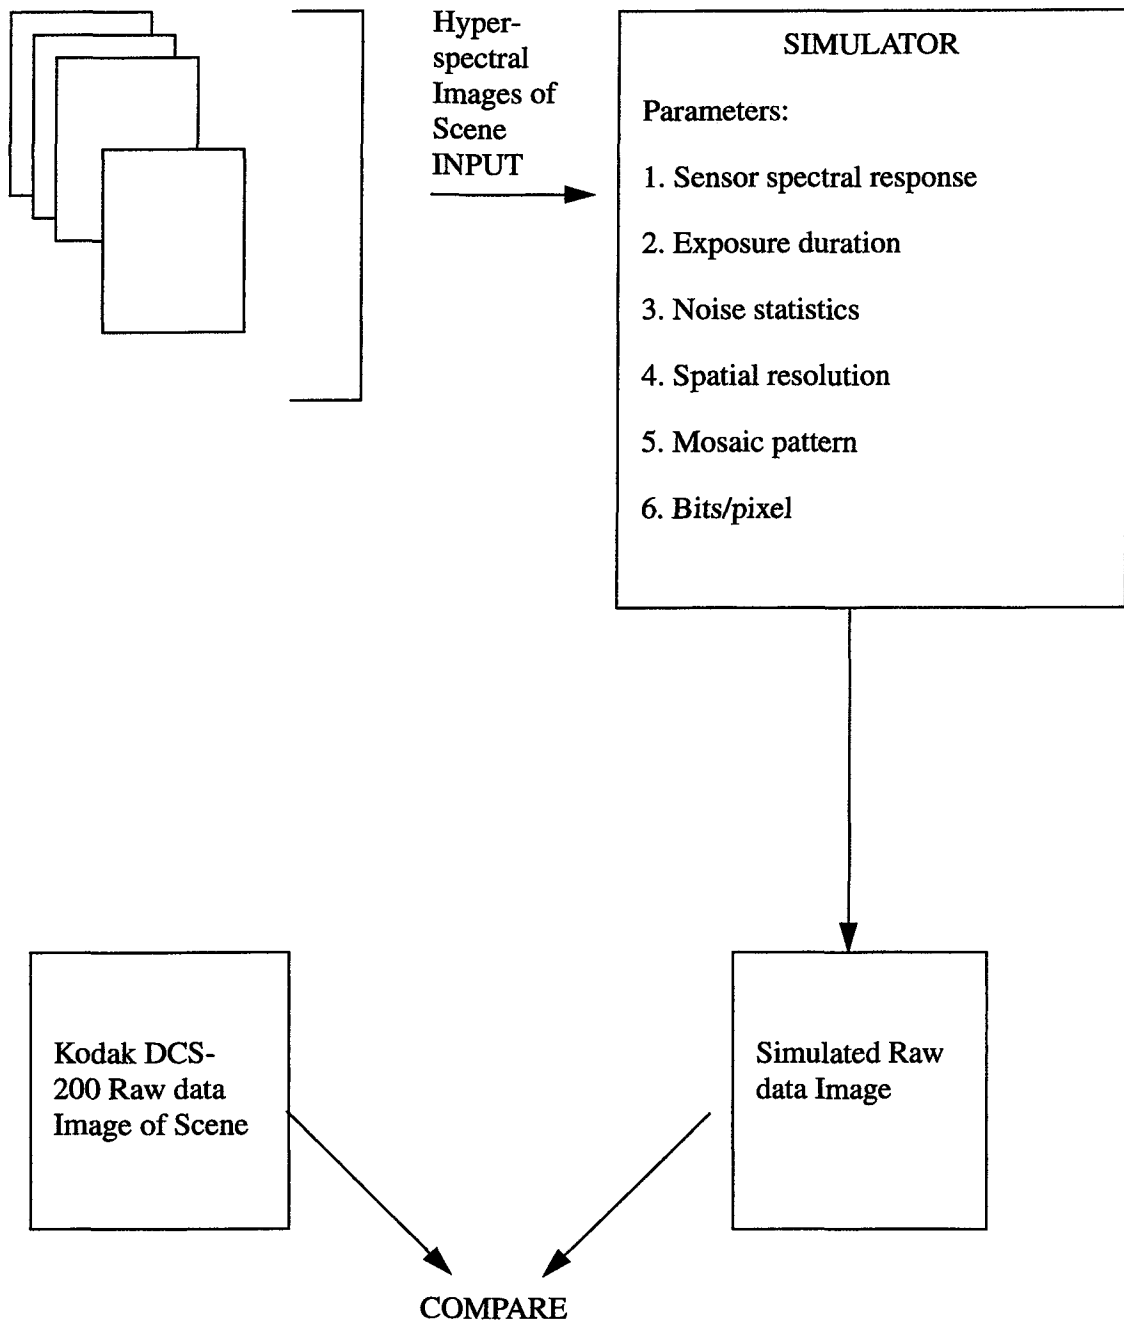 Hyper-
spectral
Images of
Scene
INPUT
SIMULATOR
Parameters:
1. Sensor spectral response
2. Exposure duration
3. Noise statistics
4. Spatial resolution
5. Mosaic pattern
6. Bits/pixel
Kodak DCS-
200 Raw data
Image of Scene
Simulated Raw
data Image
COMPARE